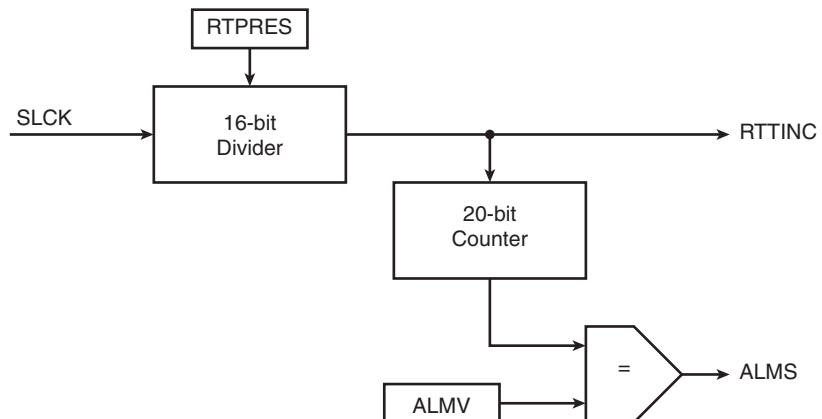 RTPRES
SLCK
16-bit
Divider
RTTINC
20-bit
Counter
=
ALMS
ALMV